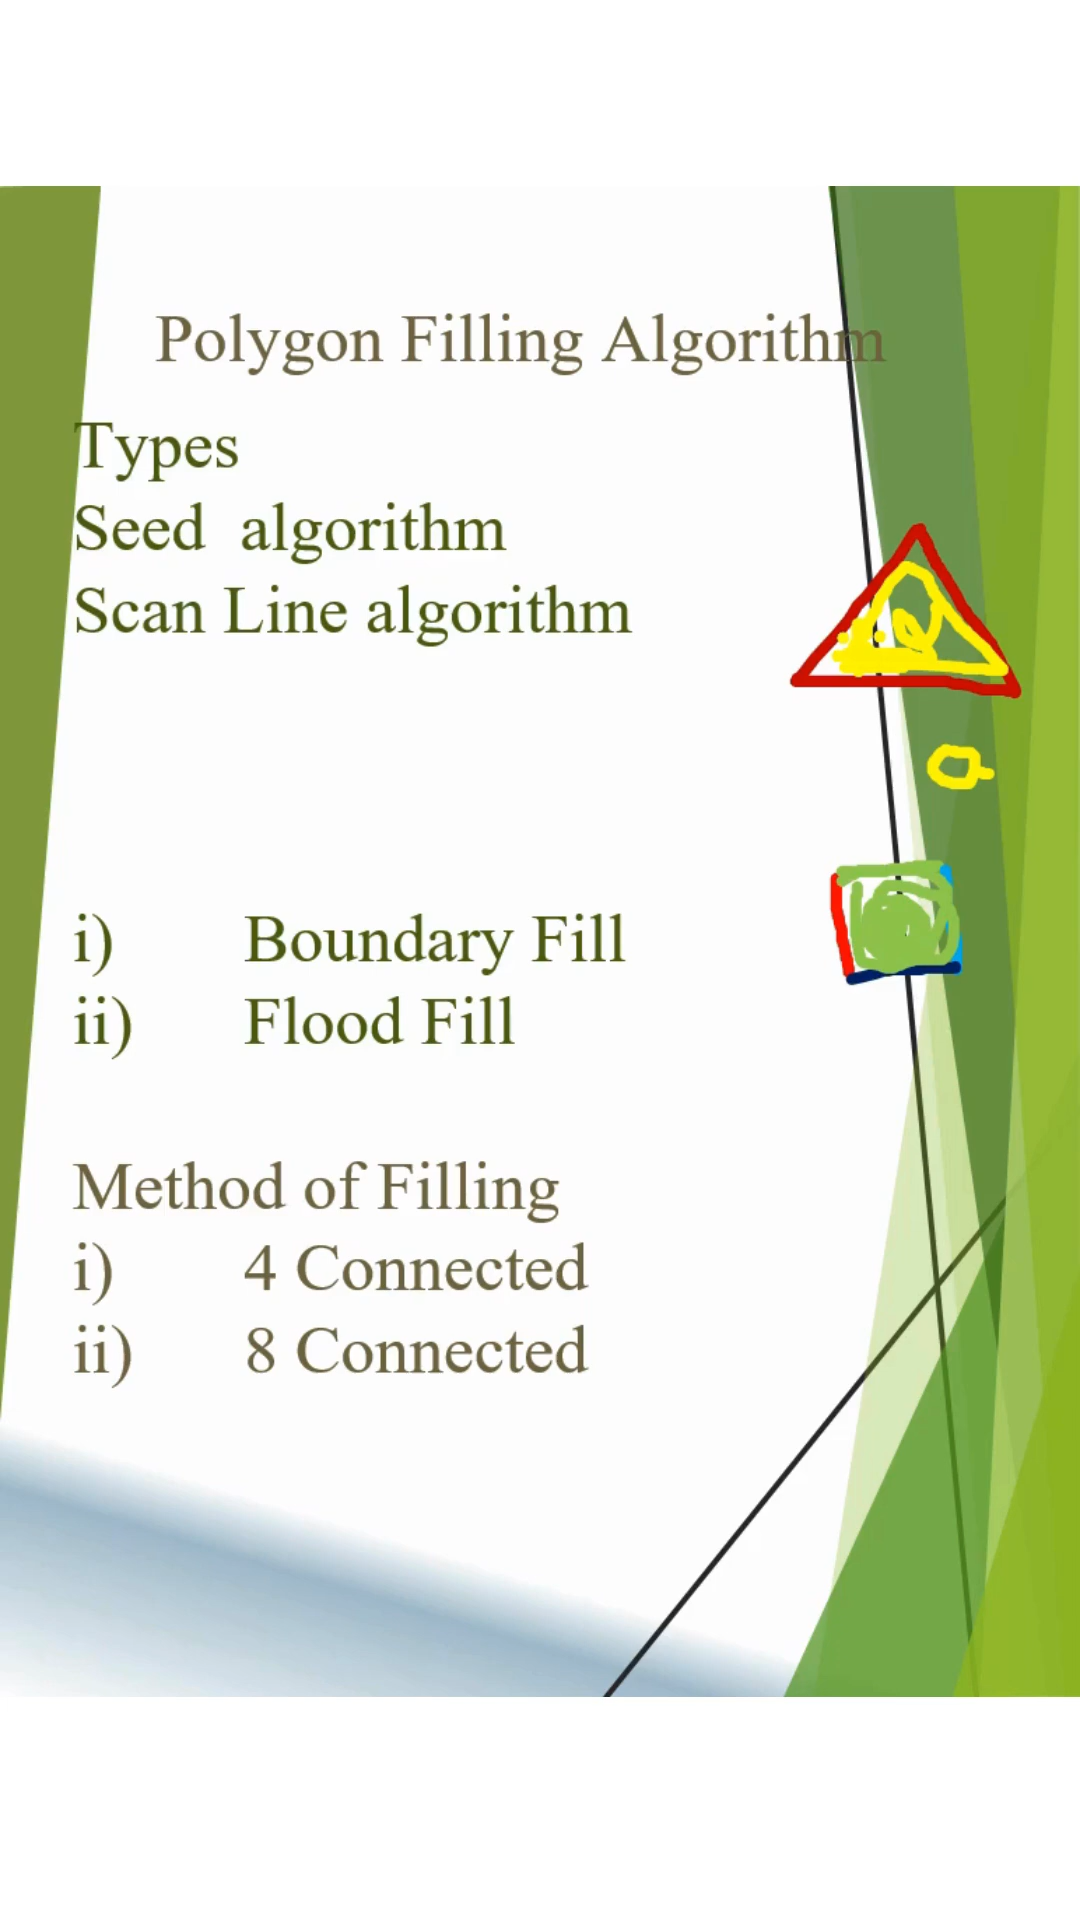 Polygon Filling Algorithm
Types
Seed algorithm
Scan Line algorithm
i) Boundary Fill
ii) Flood Fill
Method of Filling
i) 4 Connected
ii) 8 Connected